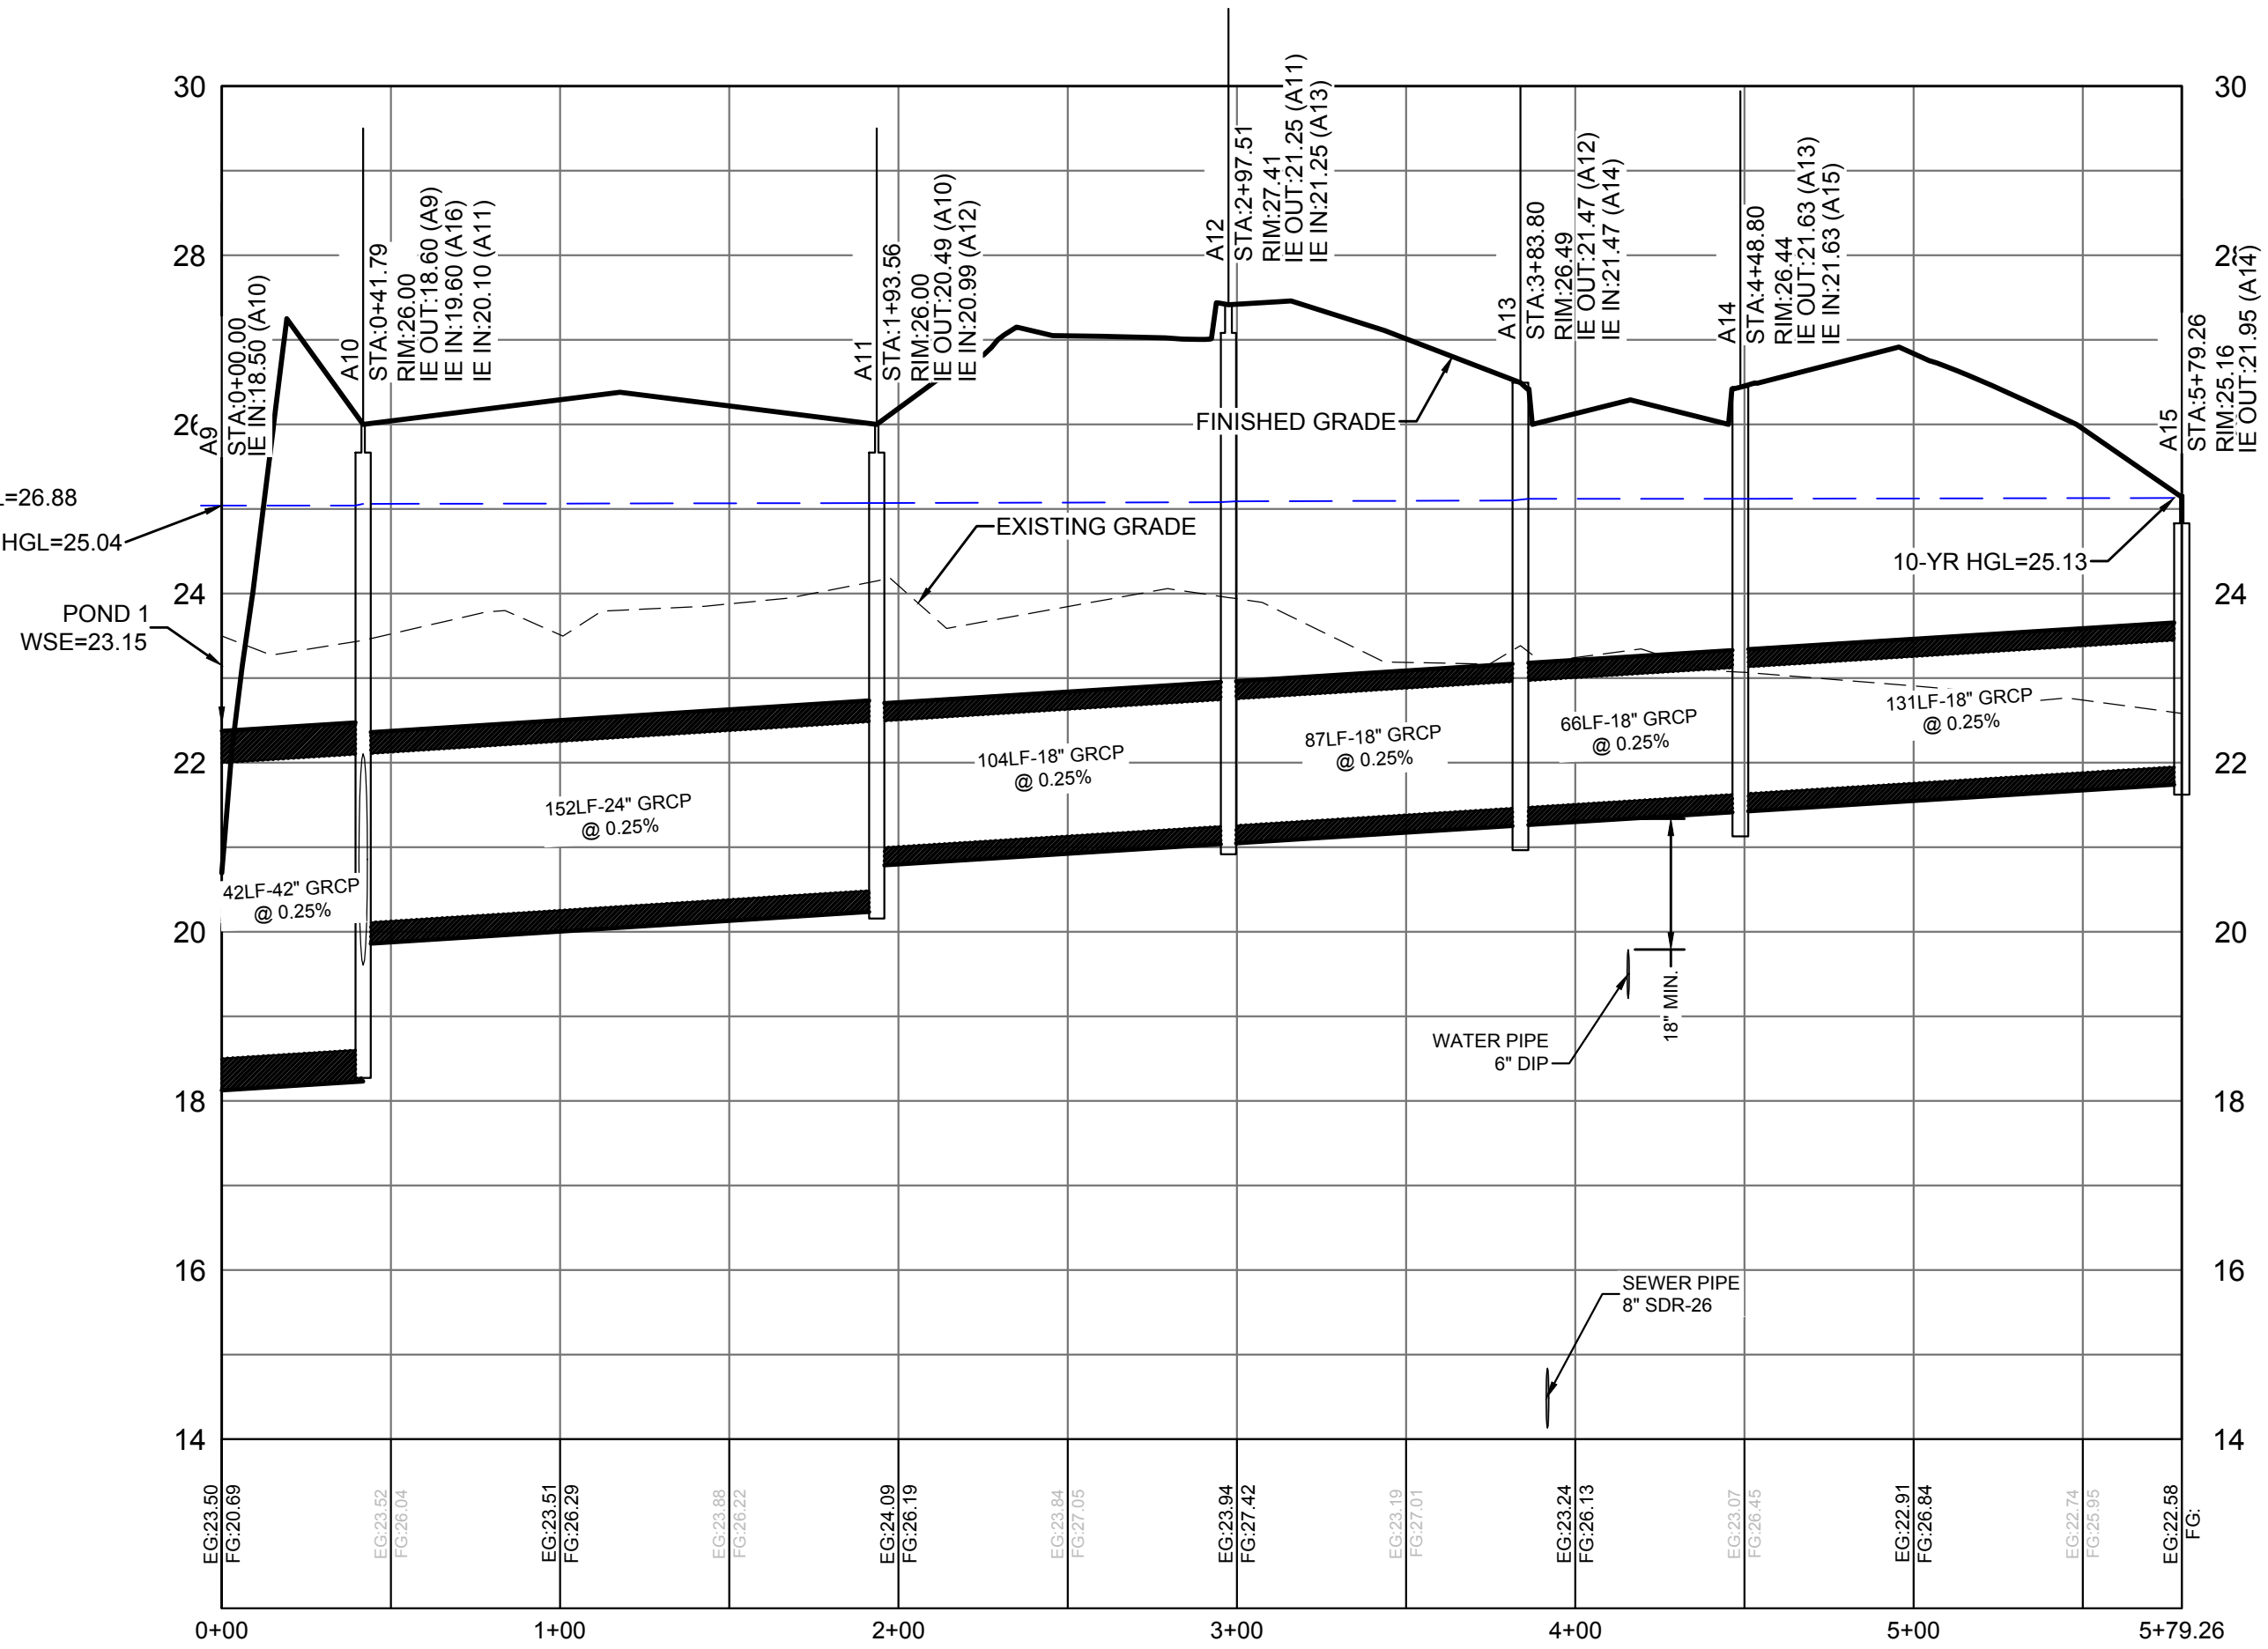 30
28
26
24
22
20
18
16
14
30
24
22
20
18
16
14
=26.88
HGL=25.04
POND 1
WSE=23.15
A9
STA:0+00.00
IE IN:18.50 (A10)
A10
STA:0+41.79
RIM:26.00
IE OUT:18.60 (A9)
IE IN:19.60 (A16)
IE IN:20.10 (A11)
A11
STA:1+93.56
RIM:26.00
IE OUT:20.49 (A10)
IE IN:20.99 (A12)
A12
STA:2+97.51
RIM:27.41
IE OUT:21.25 (A11)
IE IN:21.25 (A13)
A13
STA:3+83.80
RIM:26.49
IE OUT:21.47 (A12)
IE IN:21.47 (A14)
A14
STA:4+48.80
RIM:26.44
IE OUT:21.63 (A13)
IE IN:21.63 (A15)
A15
STA:5+79.26
RIM:25.16
IE OUT:21.95 (A14)
FINISHED GRADE
EXISTING GRADE
10-YR HGL=25.13
42LF-42" GRCP
@ 0.25%
152LF-24" GRCP
@ 0.25%
104LF-18" GRCP
@ 0.25%
87LF-18" GRCP
@ 0.25%
66LF-18" GRCP
@ 0.25%
131LF-18" GRCP
@ 0.25%
18" MIN.
WATER PIPE
6" DIP
SEWER PIPE
8" SDR-26
EG:23.50
FG:20.69
EG:23.52
FG:26.04
EG:23.51
FG:26.29
EG:23.88
FG:26.22
EG:24.09
FG:26.19
EG:23.84
FG:27.05
EG:23.94
FG:27.42
EG:23.19
FG:27.01
EG:23.24
FG:26.13
EG:23.07
FG:26.45
EG:22.91
FG:26.84
EG:22.74
FG:25.95
EG:22.58
FG:
0+00
1+00
2+00
3+00
4+00
5+00
5+79.26